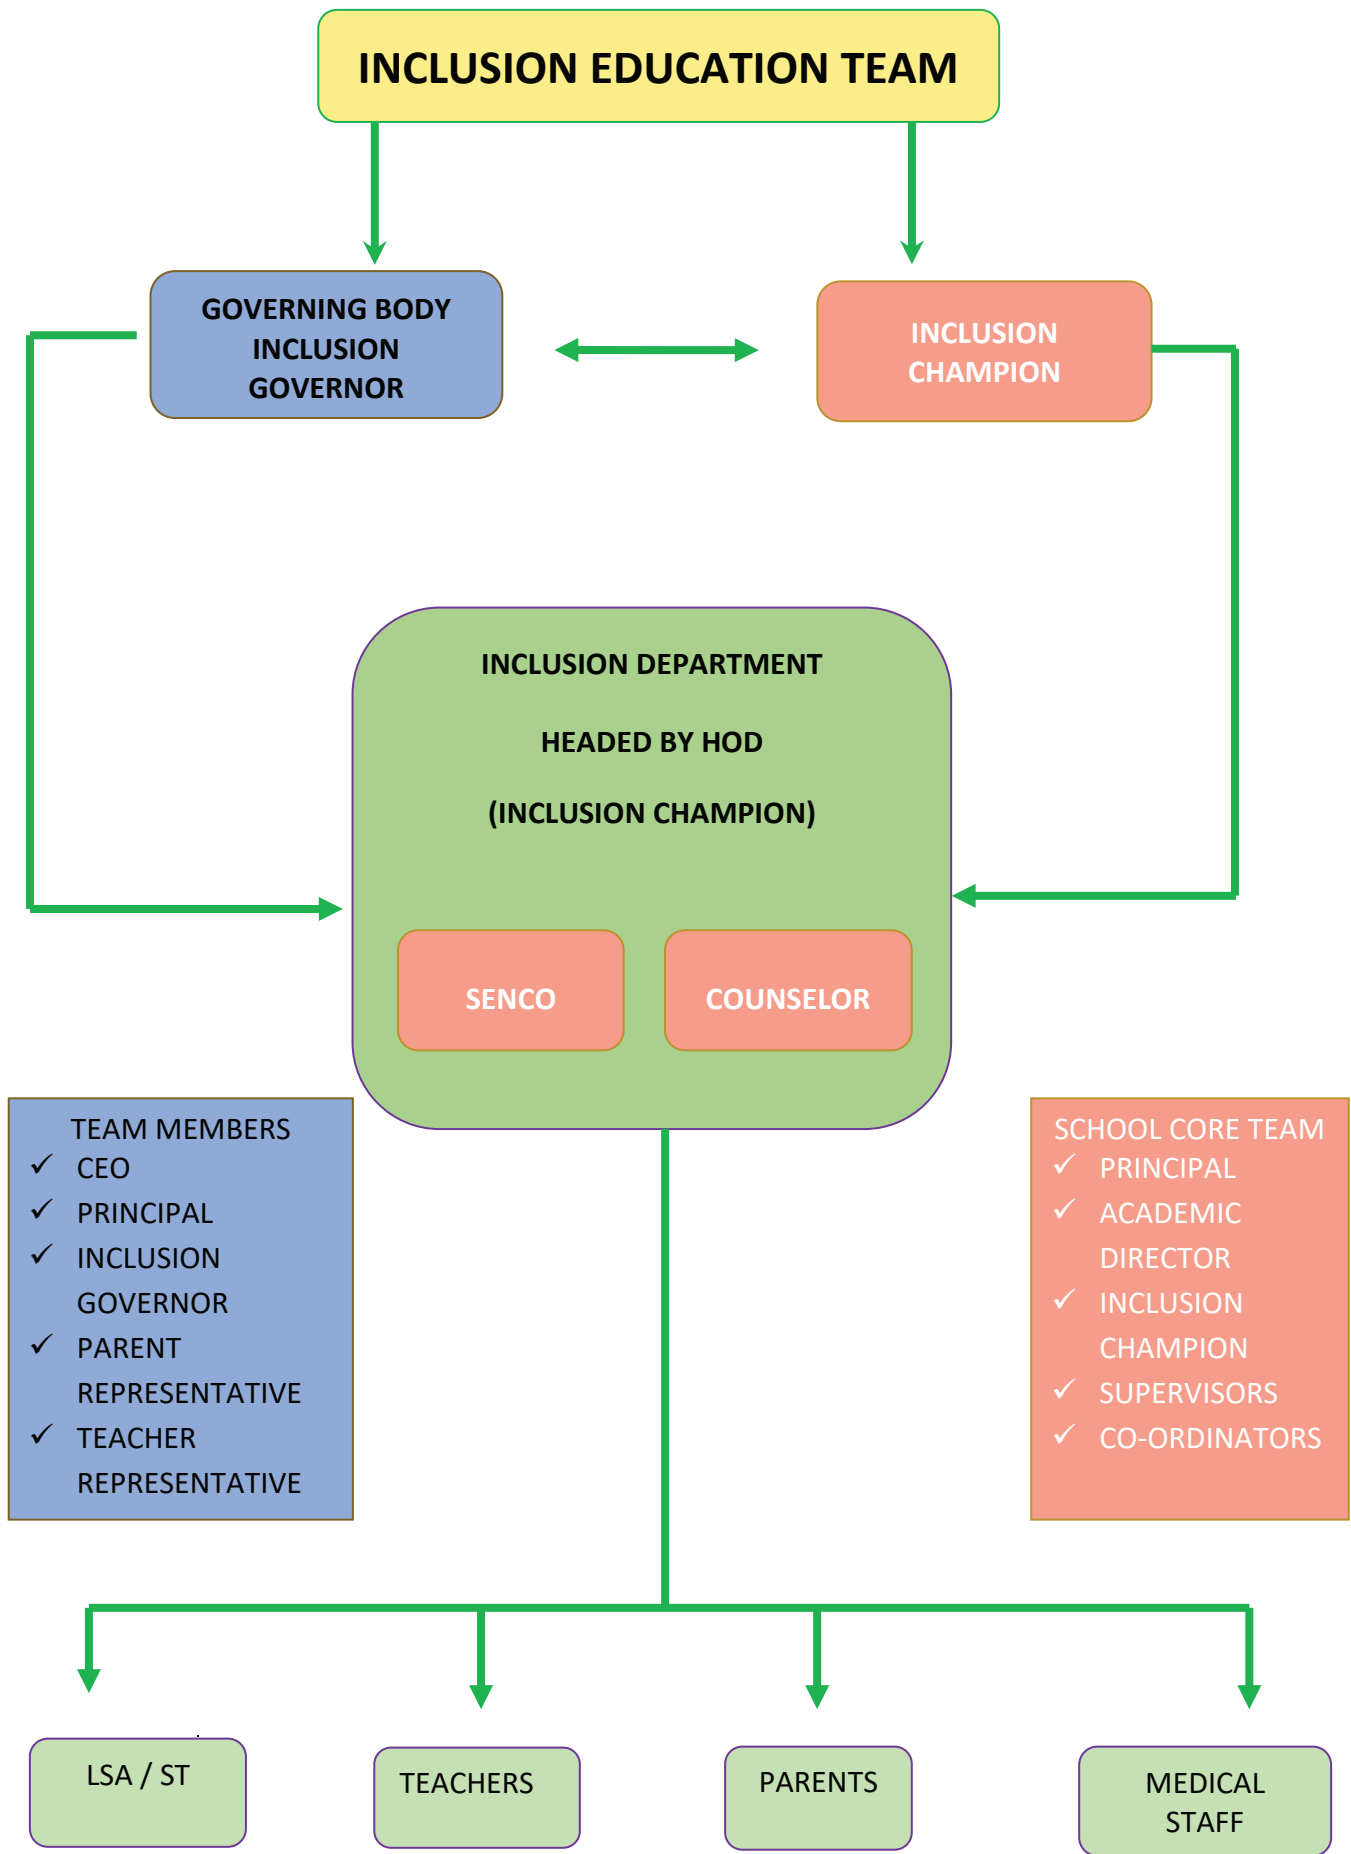 INCLUSION EDUCATION TEAM
GOVERNING BODY
INCLUSION
GOVERNOR
INCLUSION
CHAMPION
INCLUSION DEPARTMENT
HEADED BY HOD
(INCLUSION CHAMPION)
SENCO
COUNSELOR
TEAM MEMBERS
✓ CEO
✓ PRINCIPAL
✓ INCLUSION
GOVERNOR
✓ PARENT
REPRESENTATIVE
✓ TEACHER
REPRESENTATIVE
SCHOOL CORE TEAM
✓ PRINCIPAL
✓ ACADEMIC
DIRECTOR
✓ INCLUSION
CHAMPION
✓ SUPERVISORS
✓ CO-ORDINATORS
LSA / ST
TEACHERS
PARENTS
MEDICAL
STAFF